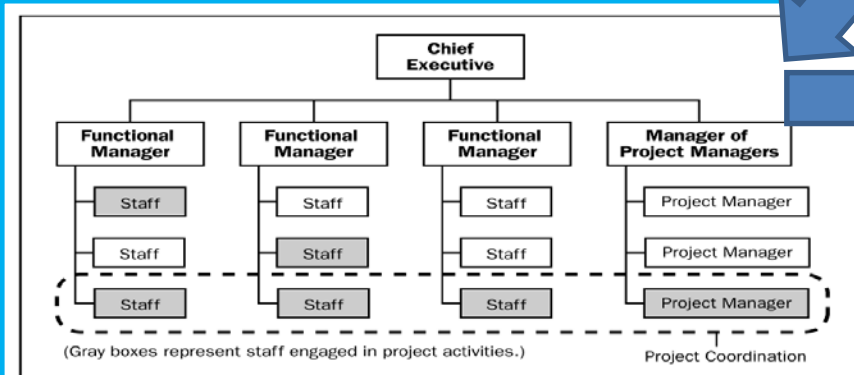 Chief
Executive
Functional
Manager
Functional
Manager
Functional
Manager
Manager of
Project Managers
Staff
Staff
Staff
Project Manager
Staff
Staff
Staff
Project Manager
Staff
Staff
Staff
Project Manager
(Gray boxes represent staff engaged in project activities.)
Project Coordination